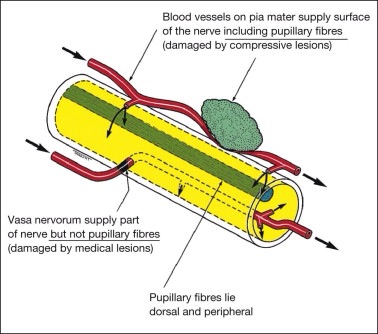 Blood vessels on pia mater supply surface
of the nerve including pupillary fibres
(damaged by compressive lesions)
Vasa nervorum supply part
of nerve but not pupillary fibres
(damaged by medical lesions)
Pupillary fibres lie
dorsal and peripheral